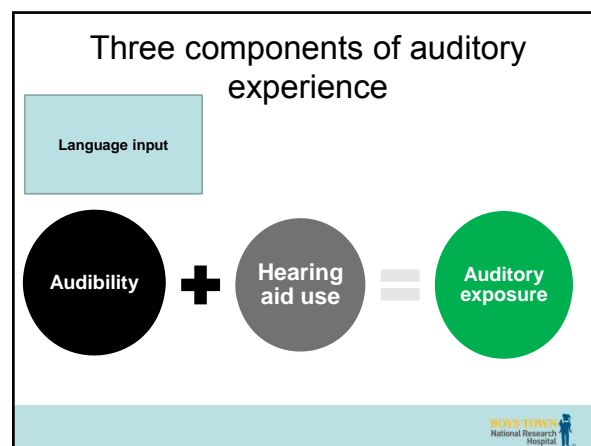 Three components of auditory
experience
Language input
Audibility
Hearing
aid use
Auditory
exposure
BOYS TOWN
National Research
Hospital